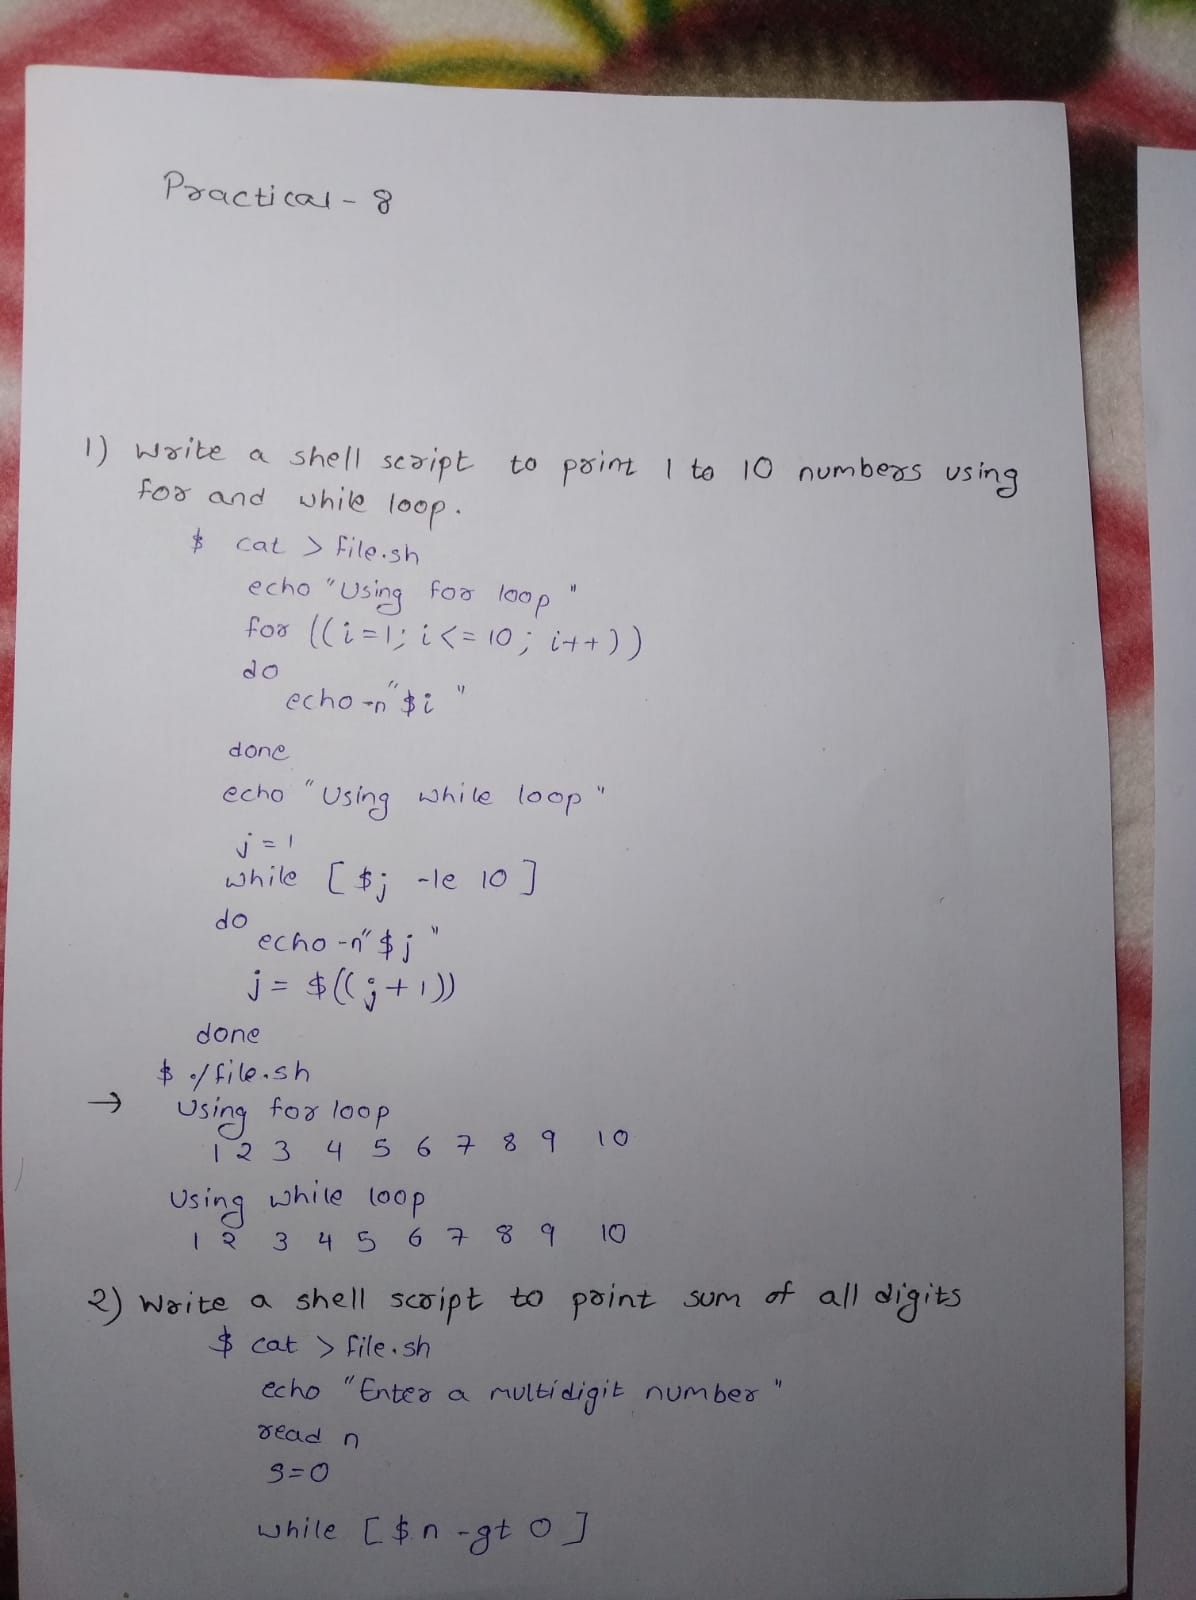 Practical - 8
1) Write a shell script to print 1 to 10 numbers using
for and while loop.
$ cat > file.sh
echo "Using for loop"
for ((i=1; i<=10; i++))
do
echo -n "$i "
done
echo "Using while loop"
j=1
while [ $j -le 10 ]
do
echo -n "$j "
j= $((j+1))
done
$ ./file.sh
→ Using for loop
1 2 3 4 5 6 7 8 9 10
Using while loop
1 2 3 4 5 6 7 8 9 10
2) Write a shell script to print sum of all digits
$ cat > file.sh
echo "Enter a multidigit number"
read n
s=0
while [ $n -gt 0 ]